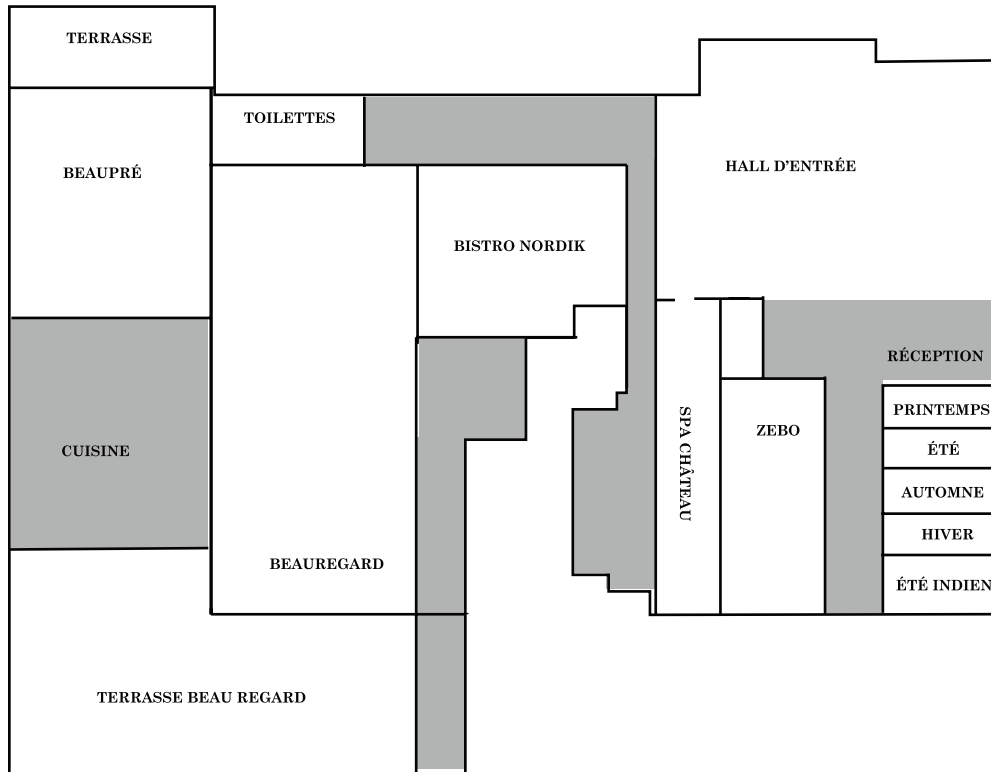 TERRASSE
TOILETTES
BEAUPRÉ
HALL D'ENTRÉE
BISTRO NORDIK
RÉCEPTION
PRINTEMPS
ZEBO
SPA CHÂTEAU
CUISINE
ÉTÉ
AUTOMNE
HIVER
BEAUREGARD
ÉTÉ INDIEN
TERRASSE BEAU REGARD